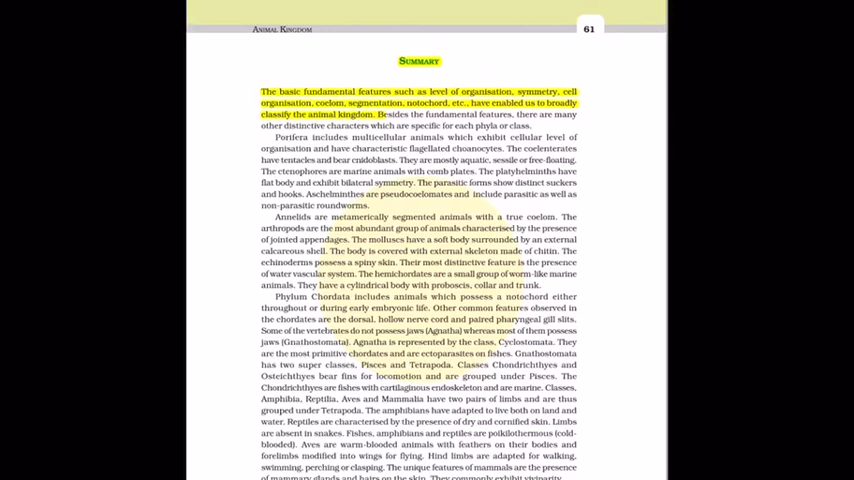 ANIMAL KINGDOM 61
SUMMARY
The basic fundamental features such as level of organisation, symmetry, cell
organisation, coelom, segmentation, notochord, etc., have enabled us to broadly
classify the animal kingdom. Besides the fundamental features, there are many
other distinctive characters which are specific for each phyla or class.
Porifera includes multicellular animals which exhibit cellular level of
organisation and have characteristic flagellated choanocytes. The coelenterates
have tentacles and bear cnidoblasts. They are mostly aquatic, sessile or free-floating.
The ctenophores are marine animals with comb plates. The platyhelminths have
flat body and exhibit bilateral symmetry. The parasitic forms show distinct suckers
and hooks. Aschelminthes are pseudocoelomates and include parasitic as well as
non-parasitic roundworms.
Annelids are metamerically segmented animals with a true coelom. The
arthropods are the most abundant group of animals characterised by the presence
of jointed appendages. The molluscs have a soft body surrounded by an external
calcareous shell. The body is covered with external skeleton made of chitin. The
echinoderms possess a spiny skin. Their most distinctive feature is the presence
of water vascular system. The hemichordates are a small group of worm-like marine
animals. They have a cylindrical body with proboscis, collar and trunk.
Phylum Chordata includes animals which possess a notochord either
throughout or during early embryonic life. Other common features observed in
the chordates are the dorsal, hollow nerve cord and paired pharyngeal gill slits.
Some of the vertebrates do not possess jaws (Agnatha) whereas most of them possess
jaws (Gnathostomata). Agnatha is represented by the class, Cyclostomata. They
are the most primitive chordates and are ectoparasites on fishes. Gnathostomata
has two super classes, Pisces and Tetrapoda. Classes Chondrichthyes and
Osteichthyes bear fins for locomotion and are grouped under Pisces. The
Chondrichthyes are fishes with cartilaginous endoskeleton and are marine. Classes,
Amphibia, Reptilia, Aves and Mammalia have two pairs of limbs and are thus
grouped under Tetrapoda. The amphibians have adapted to live both on land and
water. Reptiles are characterised by the presence of dry and cornified skin. Limbs
are absent in snakes. Fishes, amphibians and reptiles are poikilothermous (cold-
blooded). Aves are warm-blooded animals with feathers on their bodies and
forelimbs modified into wings for flying. Hind limbs are adapted for walking,
swimming, perching or clasping. The unique features of mammals are the presence
of mammary glands and hairs on the skin. They commonly exhibit viviparity.